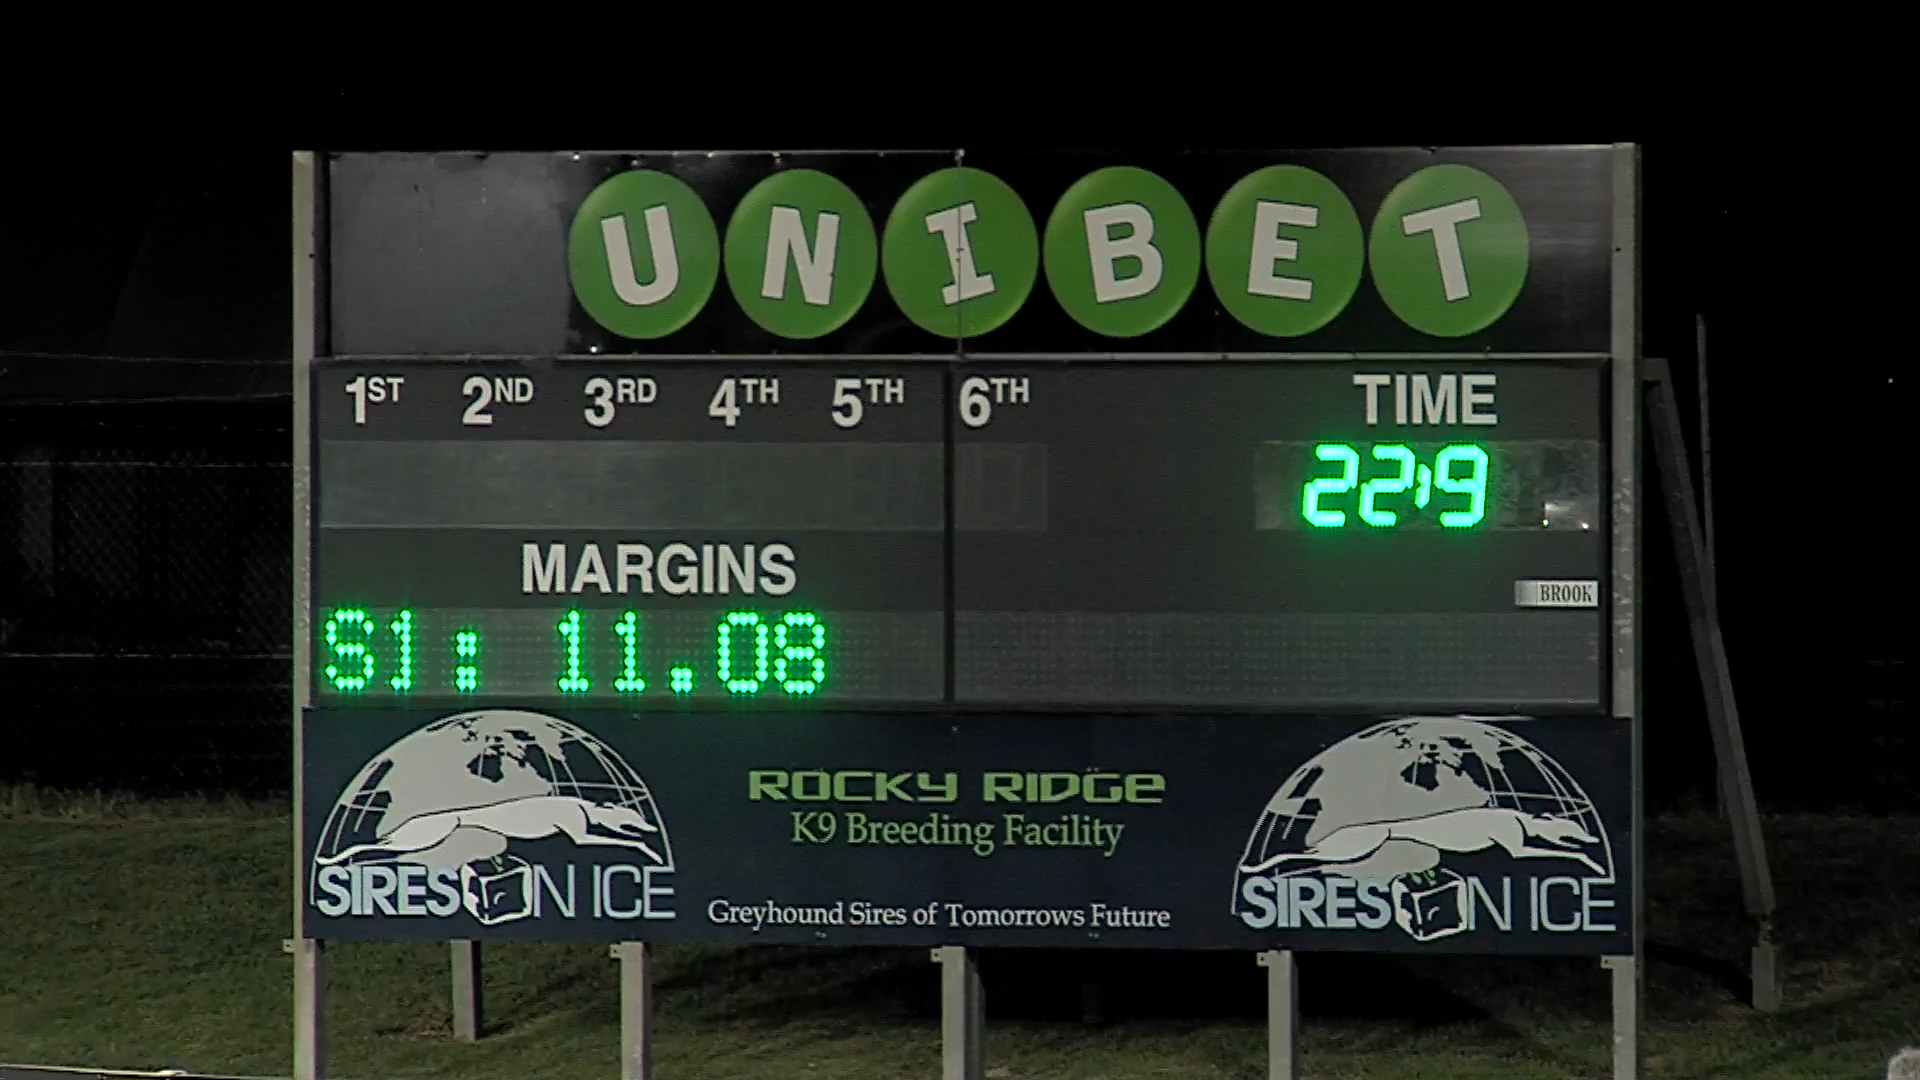 UNIBET
1ST 2ND 3RD 4TH 5TH 6TH TIME
22:9
MARGINS
BROOK
S1: 11.08
ROCKY RIDGE
K9 Breeding Facility
SIRES ON ICE
Greyhound Sires of Tomorrows Future
SIRES ON ICE